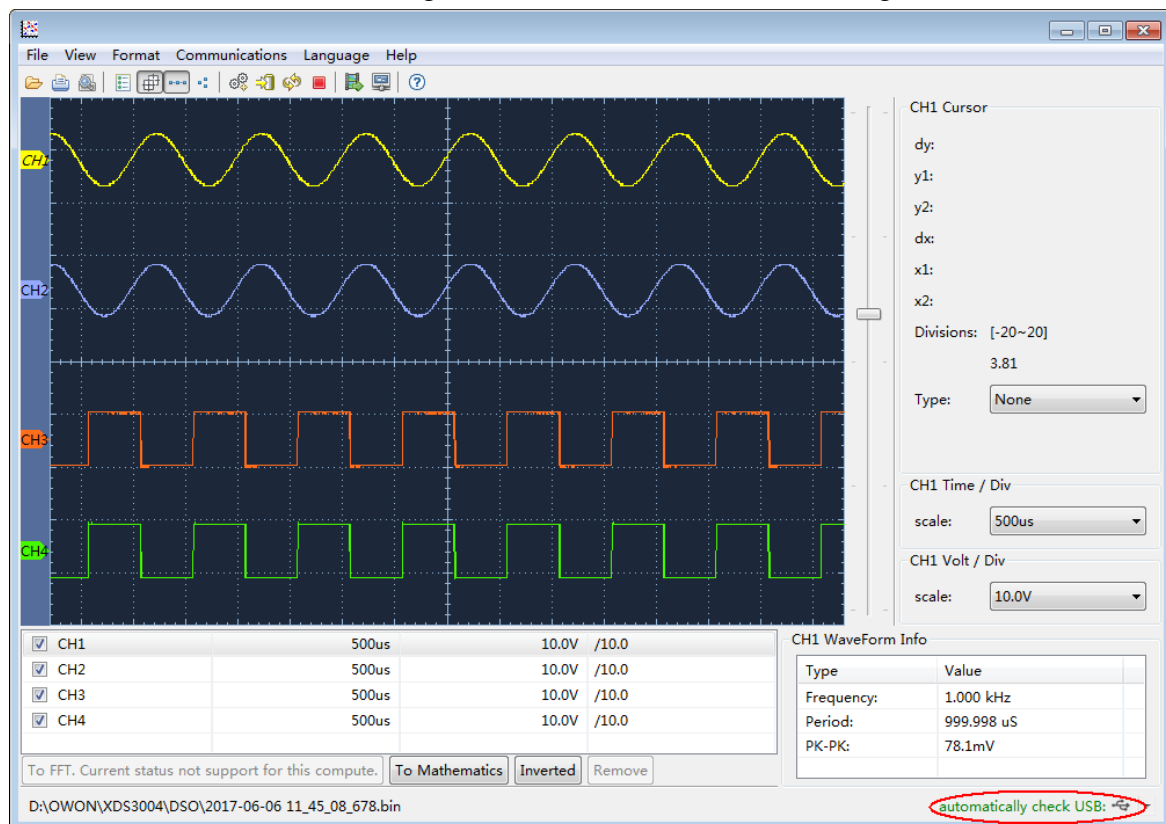 File View Format Communications Language Help
CH1
CH2
CH3
CH4
CH1 Cursor
dy:
y1:
y2:
dx:
x1:
x2:
Divisions: [-20~20]
3.81
Type: None
CH1 Time / Div
scale: 500us
CH1 Volt / Div
scale: 10.0V
CH1 500us 10.0V /10.0
CH2 500us 10.0V /10.0
CH3 500us 10.0V /10.0
CH4 500us 10.0V /10.0
To FFT. Current status not support for this compute. To Mathematics Inverted Remove
CH1 WaveForm Info
Type Value
Frequency: 1.000 kHz
Period: 999.998 uS
PK-PK: 78.1mV
D:\OWON\XDS3004\DSO\2017-06-06 11_45_08_678.bin
automatically check USB: